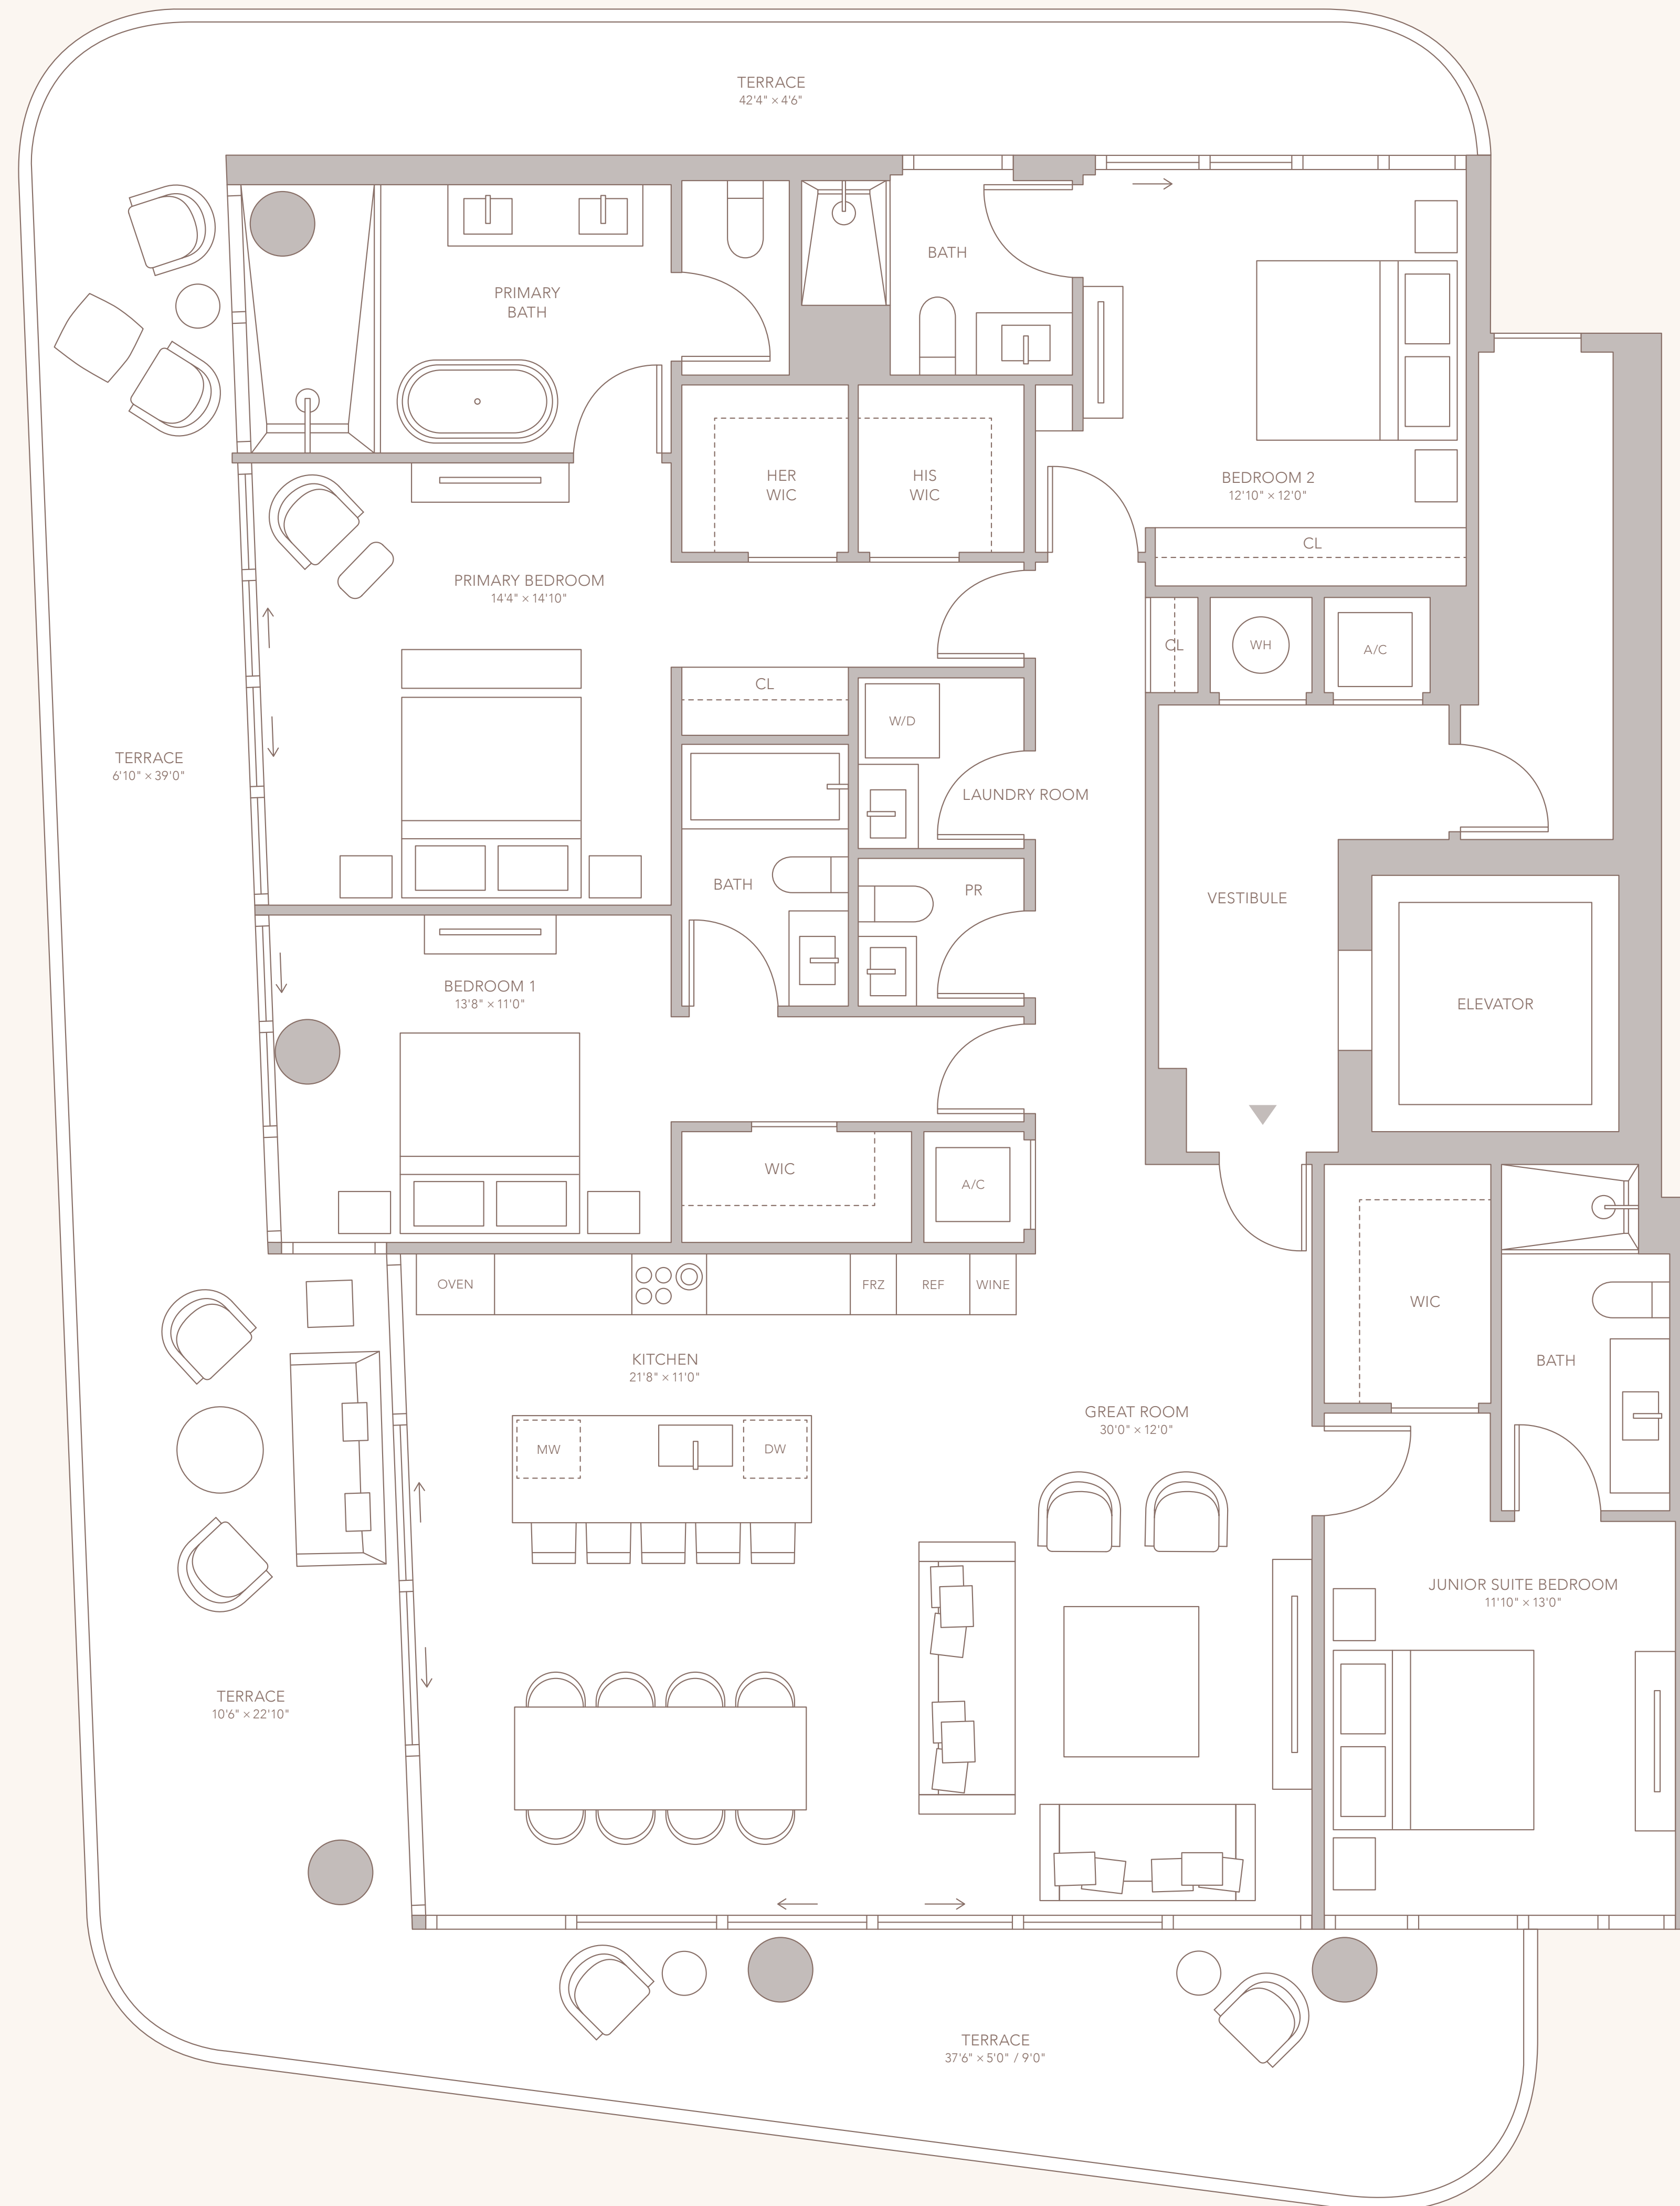 TERRACE
42'4" × 4'6"
BATH
PRIMARY
BATH
HER
WIC
HIS
WIC
BEDROOM 2
12'10" × 12'0"
CL
PRIMARY BEDROOM
14'4" × 14'10"
CL
WH
A/C
CL
W/D
TERRACE
6'10" × 39'0"
LAUNDRY ROOM
BATH
PR
VESTIBULE
BEDROOM 1
13'8" × 11'0"
ELEVATOR
WIC
A/C
OVEN
FRZ
REF
WINE
WIC
KITCHEN
21'8" × 11'0"
BATH
GREAT ROOM
30'0" × 12'0"
MW
DW
JUNIOR SUITE BEDROOM
11'10" × 13'0"
TERRACE
10'6" × 22'10"
TERRACE
37'6" × 5'0" / 9'0"